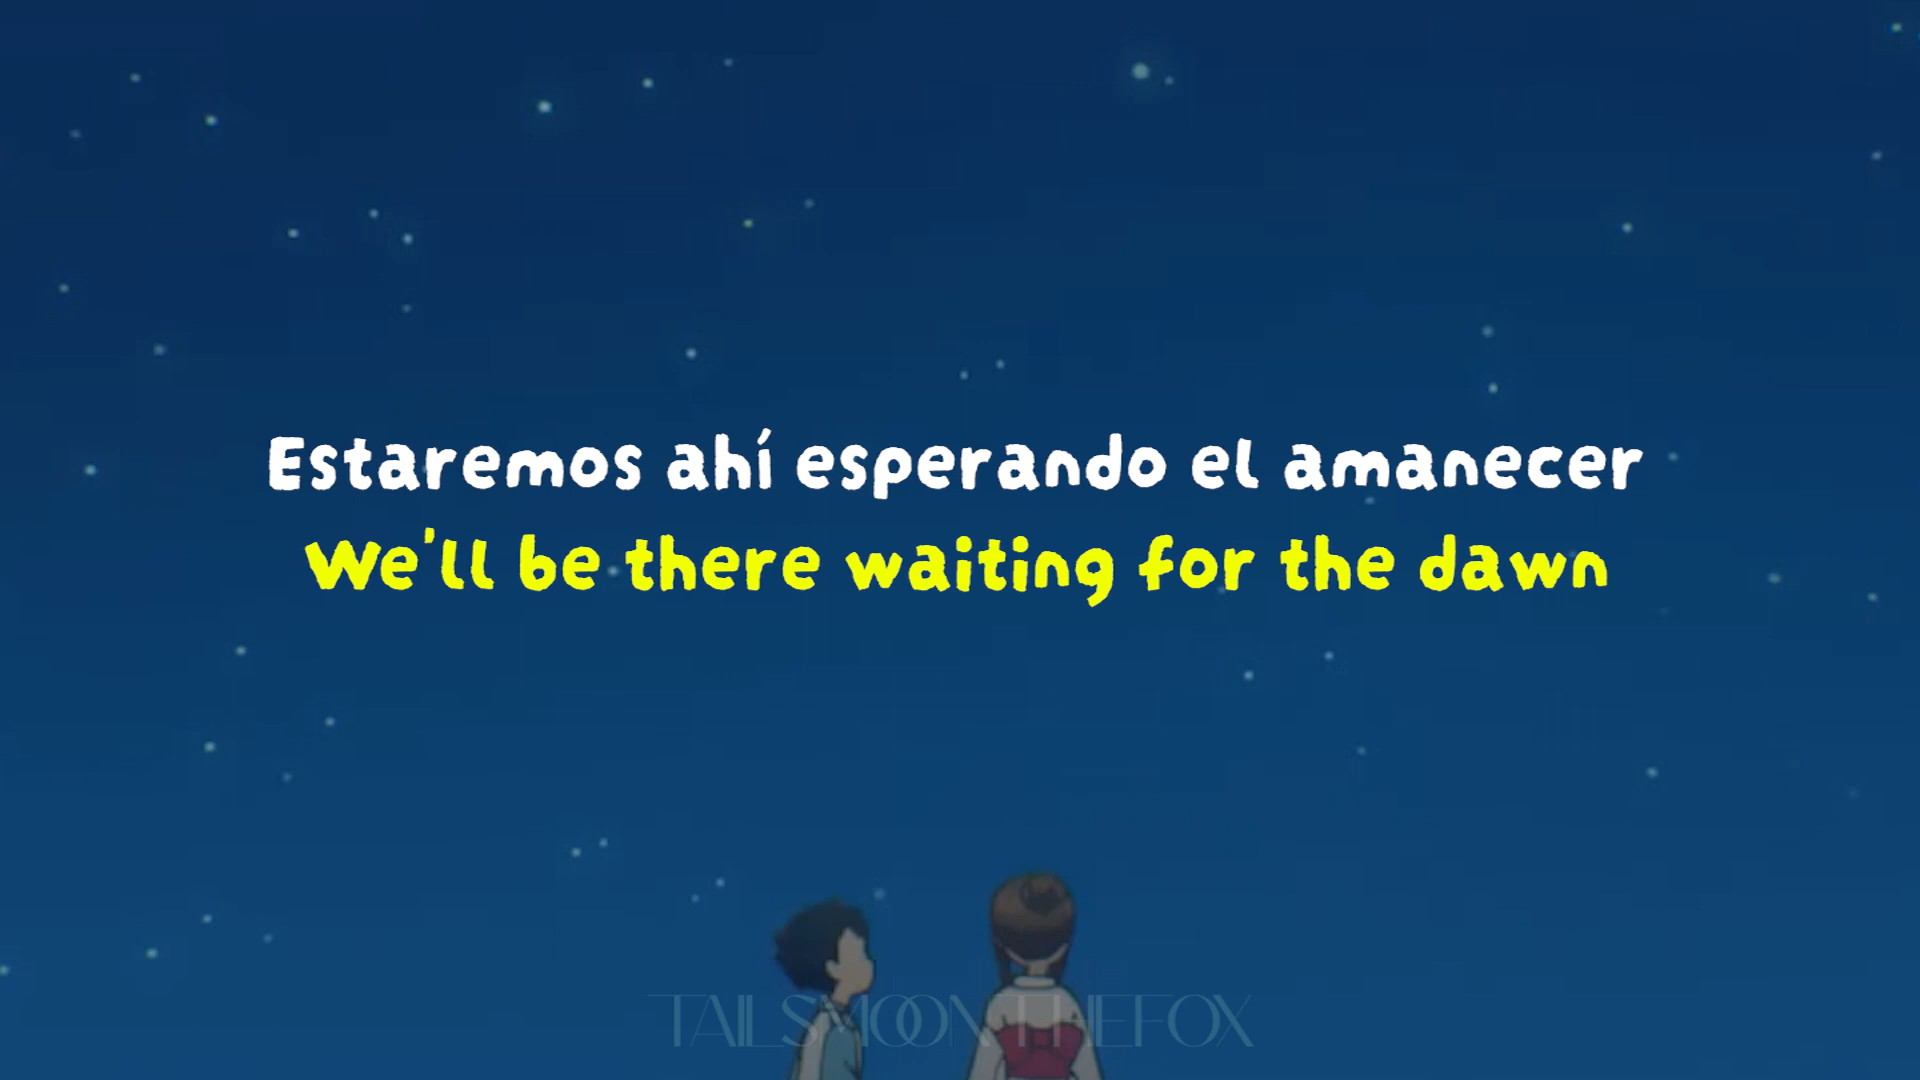 Estaremos ahí esperando el amanecer
We'll be there waiting for the dawn
TAILSMOONTHEFOX